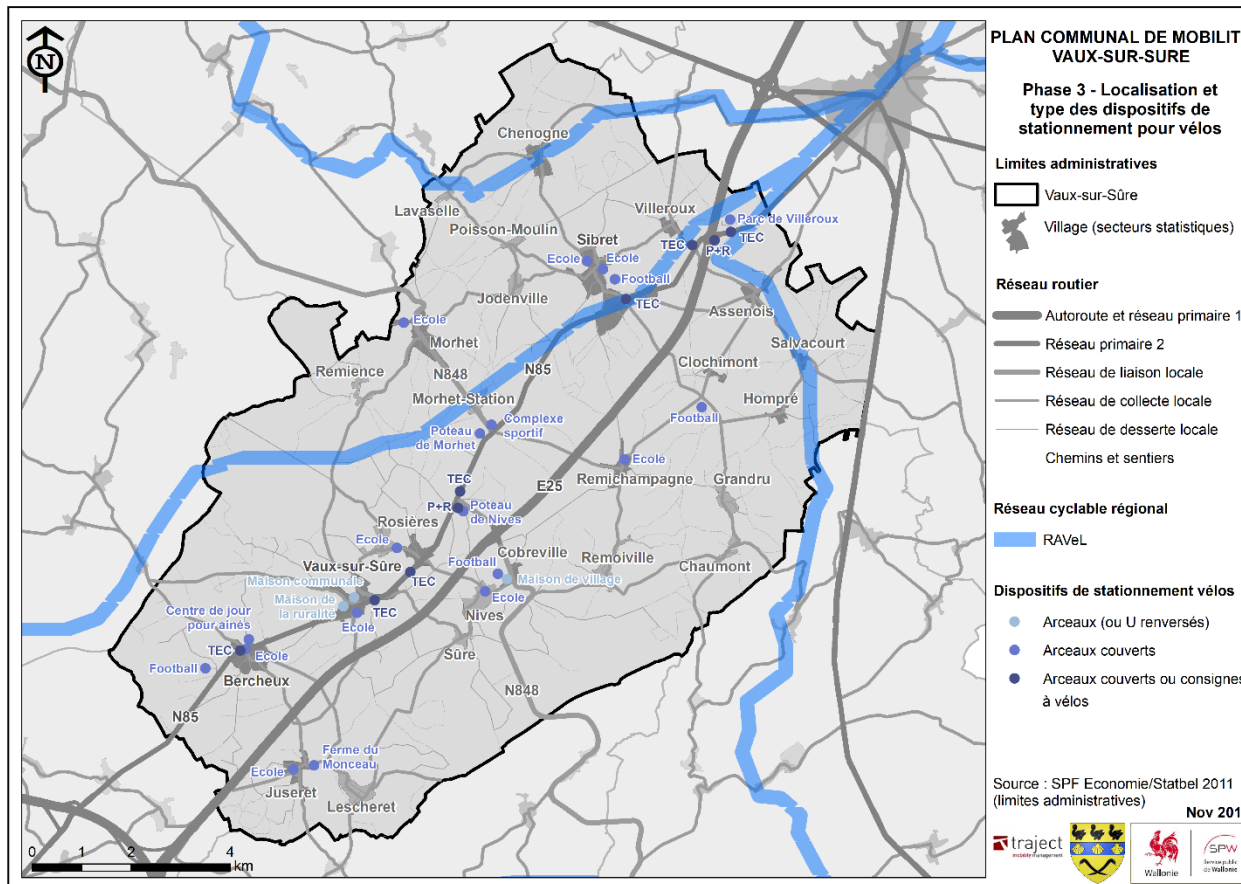 PLAN COMMUNAL DE MOBILIT
VAUX-SUR-SURE
Phase 3 - Localisation et
type des dispositifs de
stationnement pour vélos
Limites administratives
Vaux-sur-Sûre
Village (secteurs statistiques)
Réseau routier
Autoroute et réseau primaire 1
Réseau primaire 2
Réseau de liaison locale
Réseau de collecte locale
Réseau de desserte locale
Chemins et sentiers
Réseau cyclable régional
RAVeL
Dispositifs de stationnement vélos
Arceaux (ou U renversés)
Arceaux couverts
Arceaux couverts ou consignes
à vélos
Source : SPF Economie/Statbel 2011
(limites administratives)
Nov 201
traject
mobility management
Wallonie
SPW
Service public
de Wallonie
N
Chenogne
Lavaselle
Villeroux
Parc de Villeroux
Poisson-Moulin
TEC
TEC
P+R
Sibret
Ecole
Ecole
Football
Jodenville
TEC
Assenois
Ecole
Morhet
Salvacourt
Remience
N848
N85
Clochimont
Morhet-Station
Hompré
Football
Complexe
sportif
Poteau
de Morhet
Ecole
Remichampagne
Grandru
TEC
E25
P+R
Poteau
de Nives
Rosières
Ecole
Cobreville
Remoiville
Chaumont
Vaux-sur-Sûre
Football
Maison de village
TEC
Maison communale
Maison de
la ruralité
TEC
Ecole
Ecole
Nives
Centre de jour
pour ainés
Sûre
TEC
Ecole
Football
Bercheux
N848
N85
Ferme du
Monceau
Ecole
Juseret
Lescheret
0 1 2 4
km